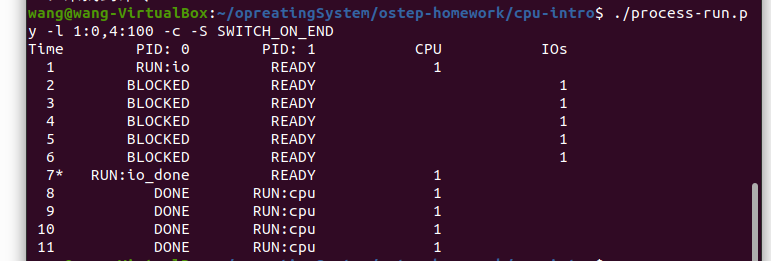 wang@wang-VirtualBox:~/opreatingSystem/ostep-homework/cpu-intro$ ./process-run.p
y -l 1:0,4:100 -c -S SWITCH_ON_END
Time PID: 0 PID: 1 CPU IOs
1 RUN:io READY 1
2 BLOCKED READY 1
3 BLOCKED READY 1
4 BLOCKED READY 1
5 BLOCKED READY 1
6 BLOCKED READY 1
7* RUN:io_done READY 1
8 DONE RUN:cpu 1
9 DONE RUN:cpu 1
10 DONE RUN:cpu 1
11 DONE RUN:cpu 1